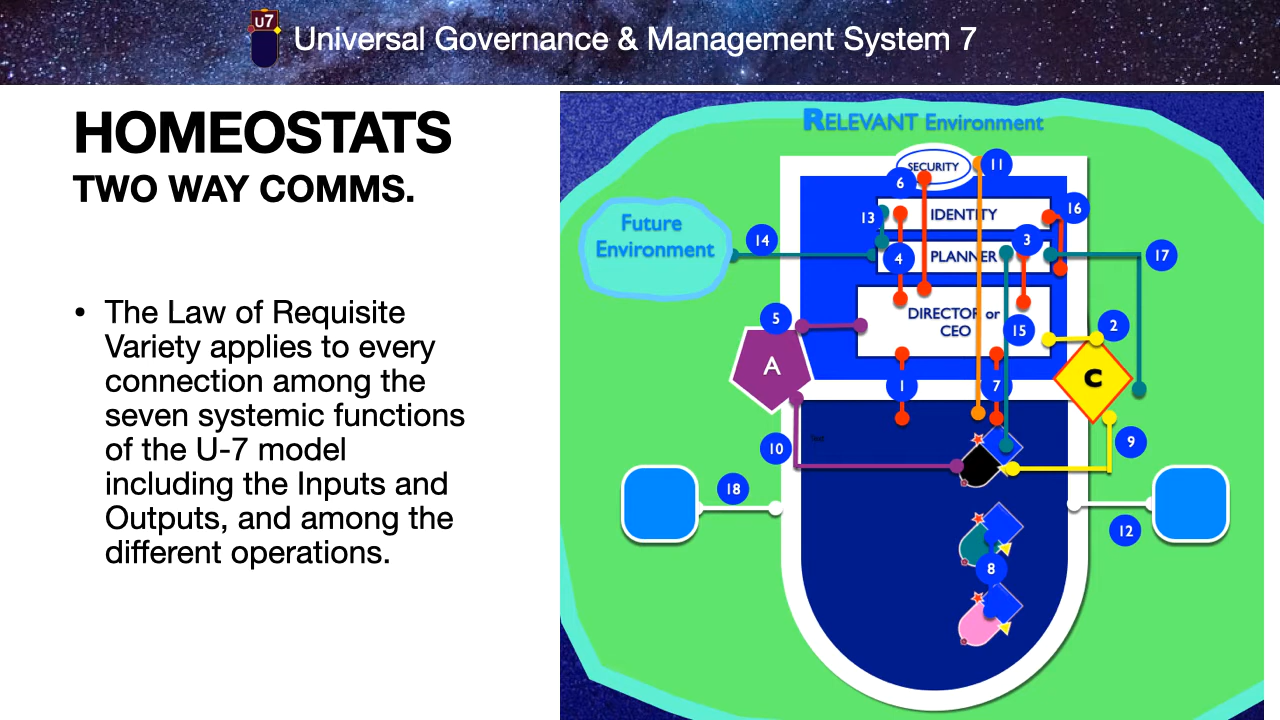 U7
Universal Governance & Management System 7
HOMEOSTATS
TWO WAY COMMS.
• The Law of Requisite
Variety applies to every
connection among the
seven systemic functions
of the U-7 model
including the Inputs and
Outputs, and among the
different operations.
RELEVANT Environment
SECURITY
11
6
IDENTITY
13
16
Future
Environment
14
3
4
PLANNER
17
5
DIRECTOR or
CEO
15
2
A
C
1
7
10
9
18
12
8